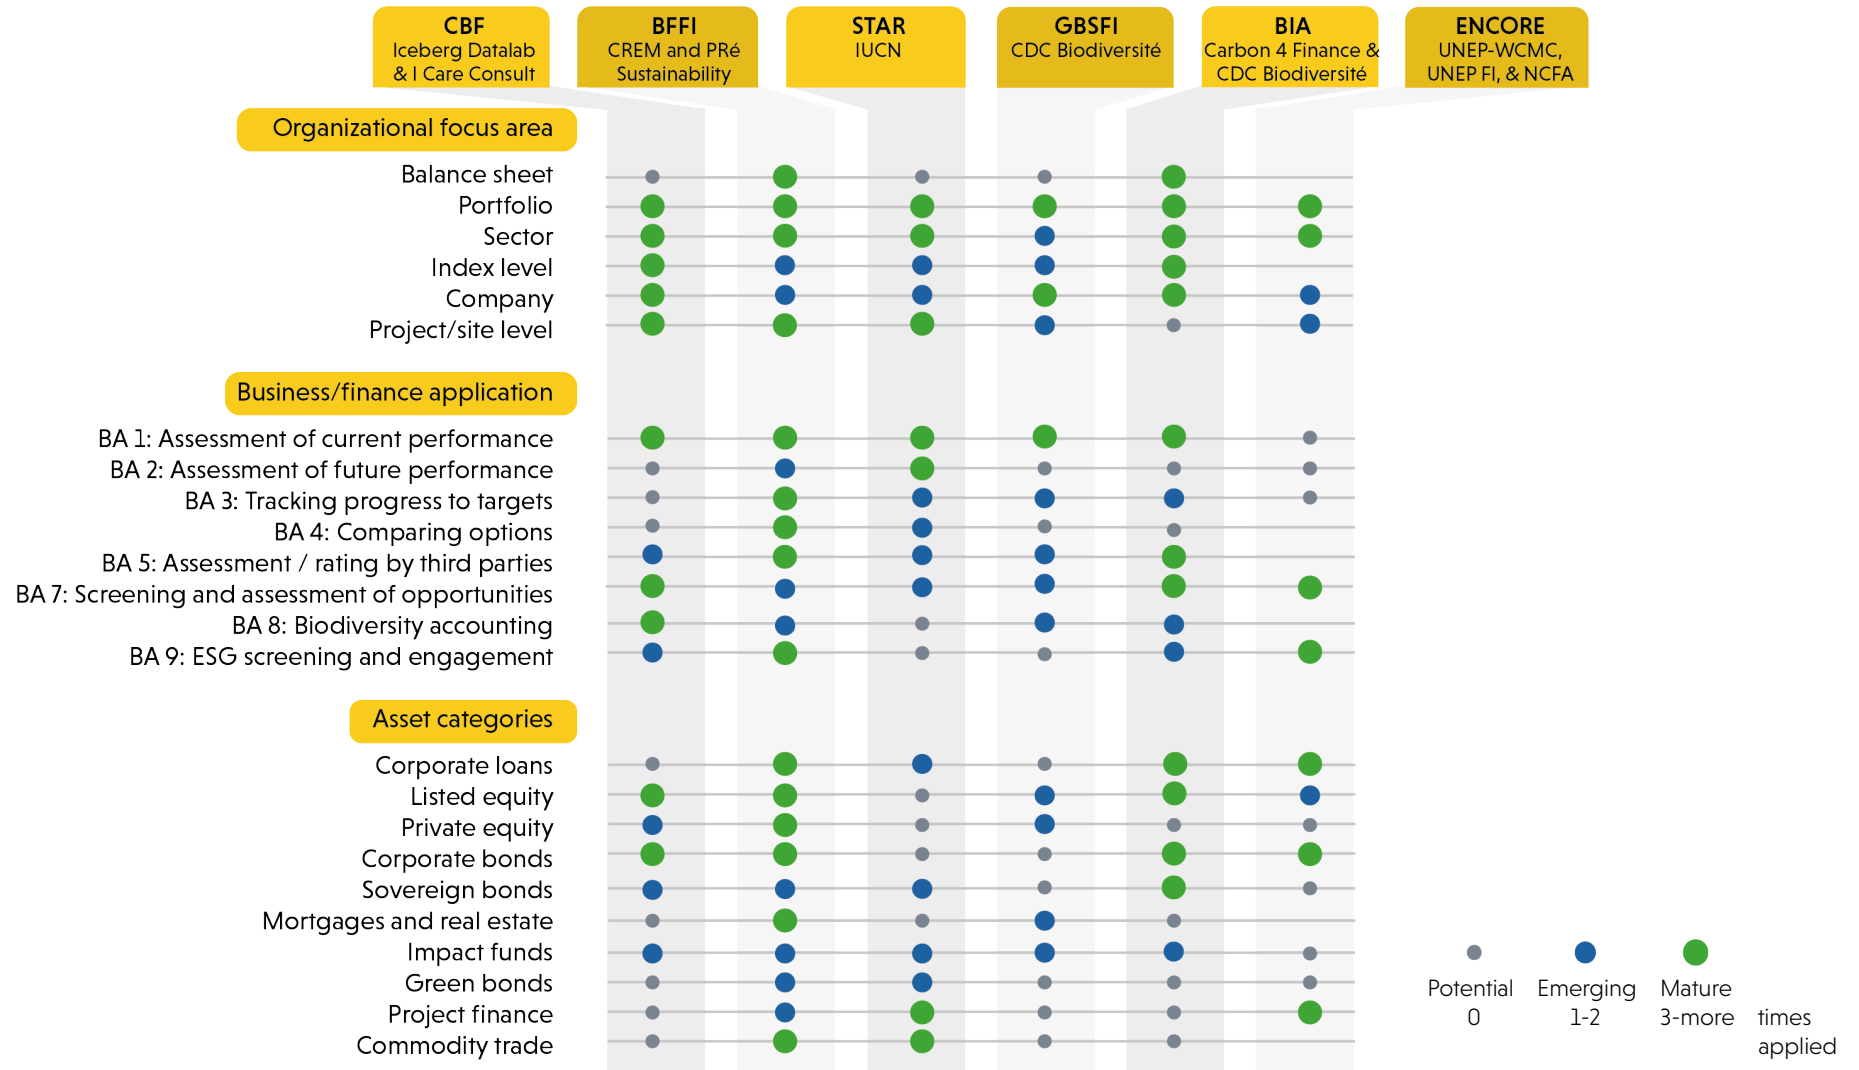 CBF
Iceberg Datalab
& I Care Consult
BFFI
CREM and PRé
Sustainability
STAR
IUCN
GBSFI
CDC Biodiversité
BIA
Carbon 4 Finance &
CDC Biodiversité
ENCORE
UNEP-WCMC,
UNEP FI, & NCFA
Organizational focus area
Balance sheet
Portfolio
Sector
Index level
Company
Project/site level
Business/finance application
BA 1: Assessment of current performance
BA 2: Assessment of future performance
BA 3: Tracking progress to targets
BA 4: Comparing options
BA 5: Assessment / rating by third parties
BA 7: Screening and assessment of opportunities
BA 8: Biodiversity accounting
BA 9: ESG screening and engagement
Asset categories
Corporate loans
Listed equity
Private equity
Corporate bonds
Sovereign bonds
Mortgages and real estate
Impact funds
Green bonds
Project finance
Commodity trade
Potential
0
Emerging
1-2
Mature
3-more
times
applied